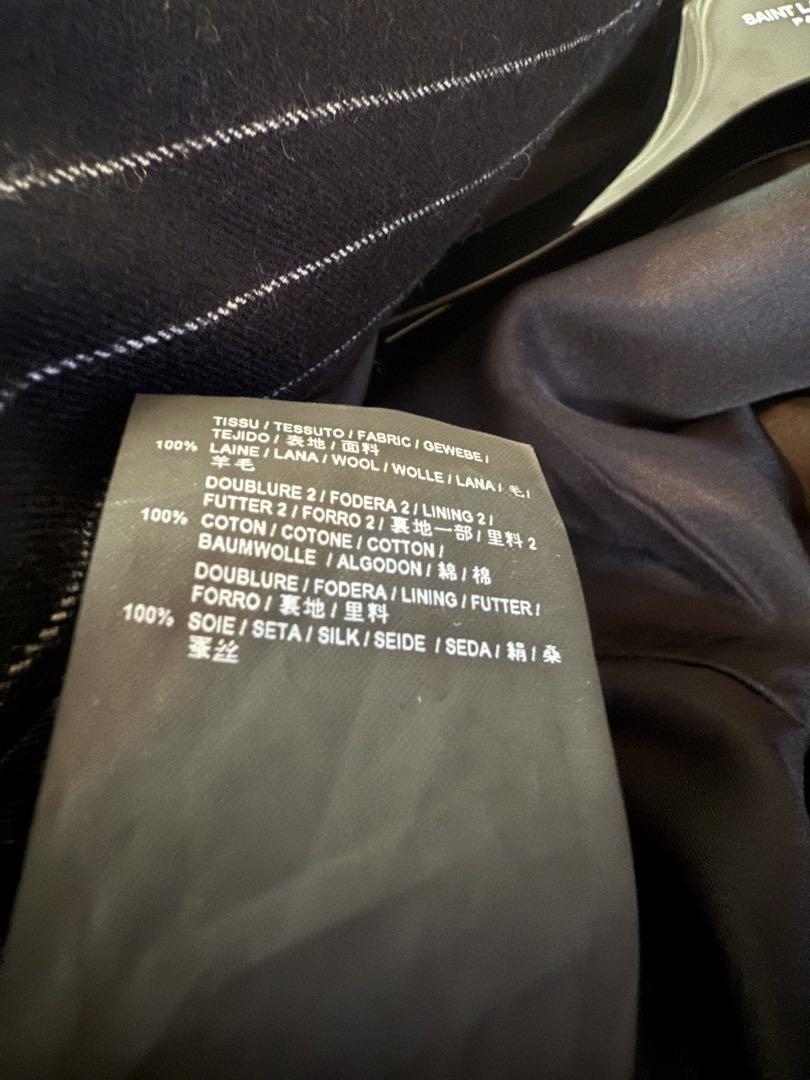 SAINT L
TISSU / TESSUTO / FABRIC / GEWEBE /
TEJIDO / 表地 / 面料
100% LAINE / LANA / WOOL / WOLLE / LANA / 毛 /
羊毛
DOUBLURE 2 / FODERA 2 / LINING 2 /
FUTTER 2 / FORRO 2 / 裏地一部 / 里料 2
100% COTON / COTONE / COTTON /
BAUMWOLLE / ALGODON / 綿 / 棉
DOUBLURE / FODERA / LINING / FUTTER /
FORRO / 裏地 / 里料
100% SOIE / SETA / SILK / SEIDE / SEDA / 絹 / 桑
蚕丝